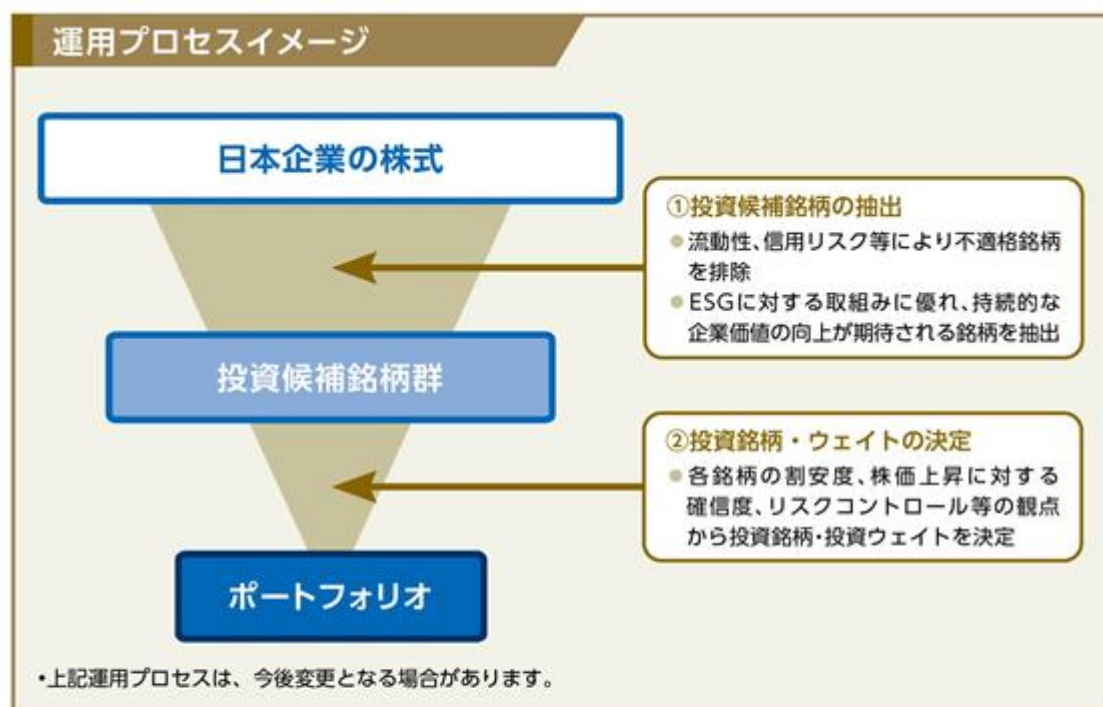 運用プロセスイメージ
日本企業の株式
①投資候補銘柄の抽出
●流動性、信用リスク等により不適格銘柄
を排除
●ESGに対する取組みに優れ、持続的な
企業価値の向上が期待される銘柄を抽出
投資候補銘柄群
②投資銘柄・ウェイトの決定
●各銘柄の割安度、株価上昇に対する
確信度、リスクコントロール等の観点
から投資銘柄・投資ウェイトを決定
ポートフォリオ
・上記運用プロセスは、今後変更となる場合があります。